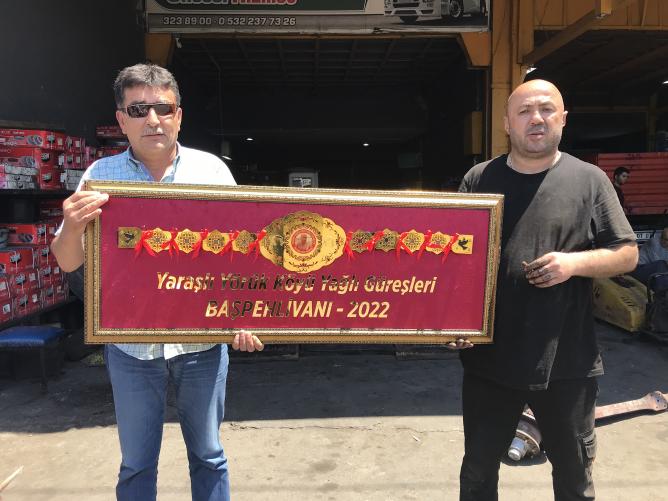 323 89 00 - 0 532 237 73 26
Yaraşlı Yörük Köyü Yağlı Güreşleri
BAŞPEHLİVANI - 2022